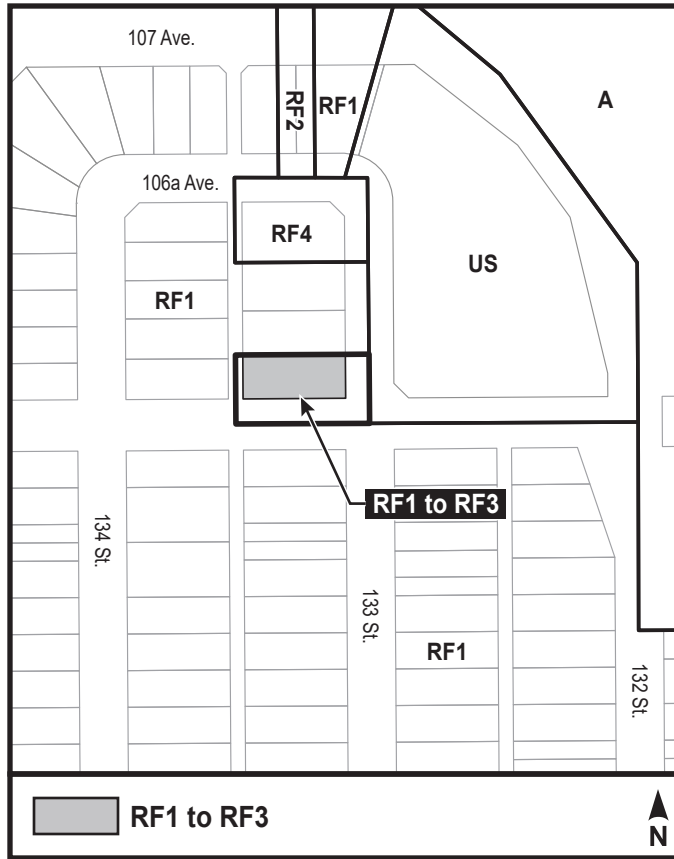 107 Ave.
RF2
RF1
A
106a Ave.
RF4
US
RF1
RF1 to RF3
134 St.
133 St.
RF1
132 St.
RF1 to RF3
N